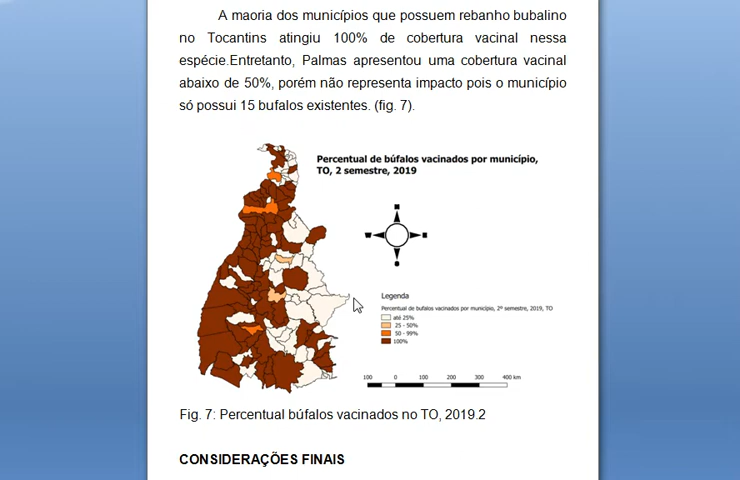 A maoria dos municípios que possuem rebanho bubalino
no Tocantins atingiu 100% de cobertura vacinal nessa
espécie.Entretanto, Palmas apresentou uma cobertura vacinal
abaixo de 50%, porém não representa impacto pois o município
só possui 15 bufalos existentes. (fig. 7).
Percentual de búfalos vacinados por município,
TO, 2 semestre, 2019
Legenda
Percentual de bufalos vacinados por município, 2º semestre, 2019, TO
até 25%
25 - 50%
50 - 99%
100%
100 0 100 200 300 400 km
Fig. 7: Percentual búfalos vacinados no TO, 2019.2
CONSIDERAÇÕES FINAIS